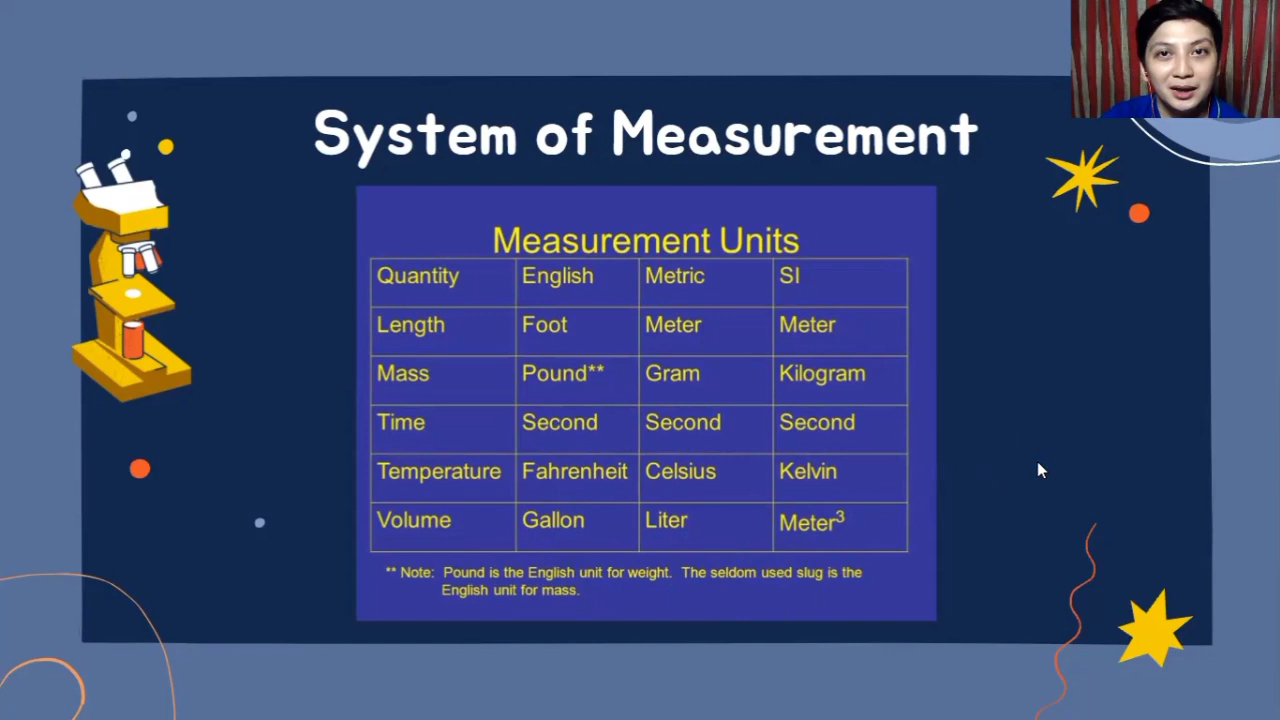 System of Measurement
Measurement Units
Quantity English Metric SI
Length Foot Meter Meter
Mass Pound** Gram Kilogram
Time Second Second Second
Temperature Fahrenheit Celsius Kelvin
Volume Gallon Liter Meter³
** Note: Pound is the English unit for weight. The seldom used slug is the
English unit for mass.